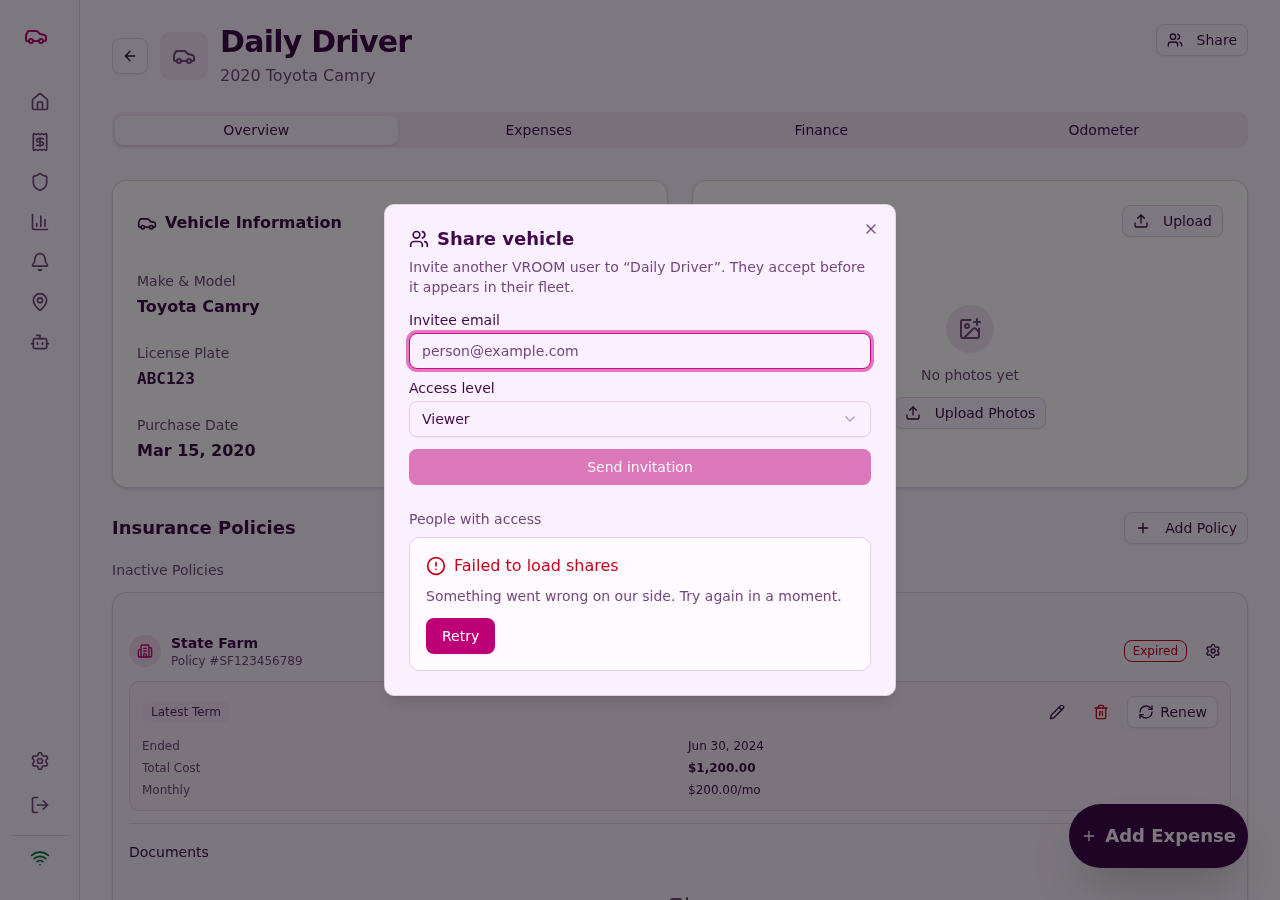 Daily Driver
2020 Toyota Camry
Share
Overview
Expenses
Finance
Odometer
Vehicle Information
Upload
Make & Model
Toyota Camry
License Plate
ABC123
Purchase Date
Mar 15, 2020
No photos yet
Upload Photos
Share vehicle
Invite another VROOM user to “Daily Driver”. They accept before
it appears in their fleet.
Invitee email
person@example.com
Access level
Viewer
Send invitation
People with access
Failed to load shares
Something went wrong on our side. Try again in a moment.
Retry
Insurance Policies
Add Policy
Inactive Policies
State Farm
Policy #SF123456789
Expired
Latest Term
Renew
Ended
Jun 30, 2024
Total Cost
$1,200.00
Monthly
$200.00/mo
Add Expense
Documents